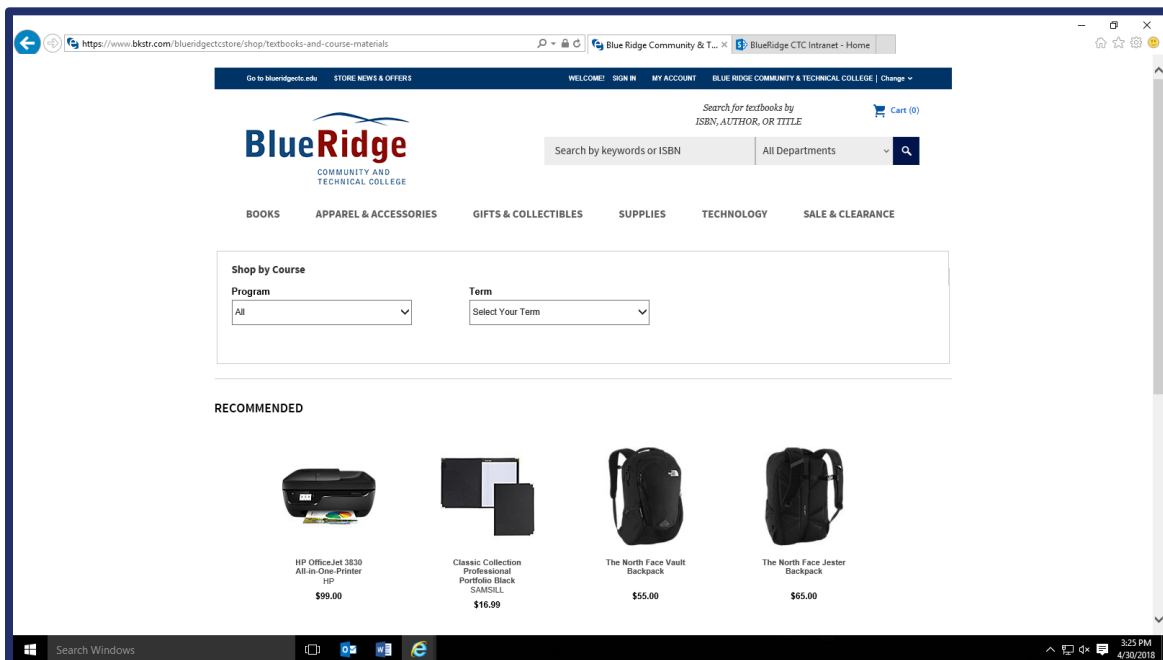 https://www.bkstr.com/blueridgectcstore/shop/textbooks-and-course-materials
Blue Ridge Community & T...
BlueRidge CTC Intranet - Home
Go to blueridgectc.edu STORE NEWS & OFFERS WELCOME! SIGN IN MY ACCOUNT BLUE RIDGE COMMUNITY & TECHNICAL COLLEGE | Change
BlueRidge
COMMUNITY AND
TECHNICAL COLLEGE
Search for textbooks by
ISBN, AUTHOR, OR TITLE
Cart (0)
Search by keywords or ISBN All Departments
BOOKS APPAREL & ACCESSORIES GIFTS & COLLECTIBLES SUPPLIES TECHNOLOGY SALE & CLEARANCE
Shop by Course
Program Term
All Select Your Term
RECOMMENDED
HP OfficeJet 3830
All-in-One-Printer
HP
$99.00
Classic Collection
Professional
Portfolio Black
SAMSILL
$16.99
The North Face Vault
Backpack
$55.00
The North Face Jester
Backpack
$65.00
Search Windows
3:25 PM
4/30/2018